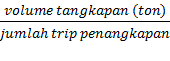 volume tangkapan (ton)
jumlah trip penangkapan